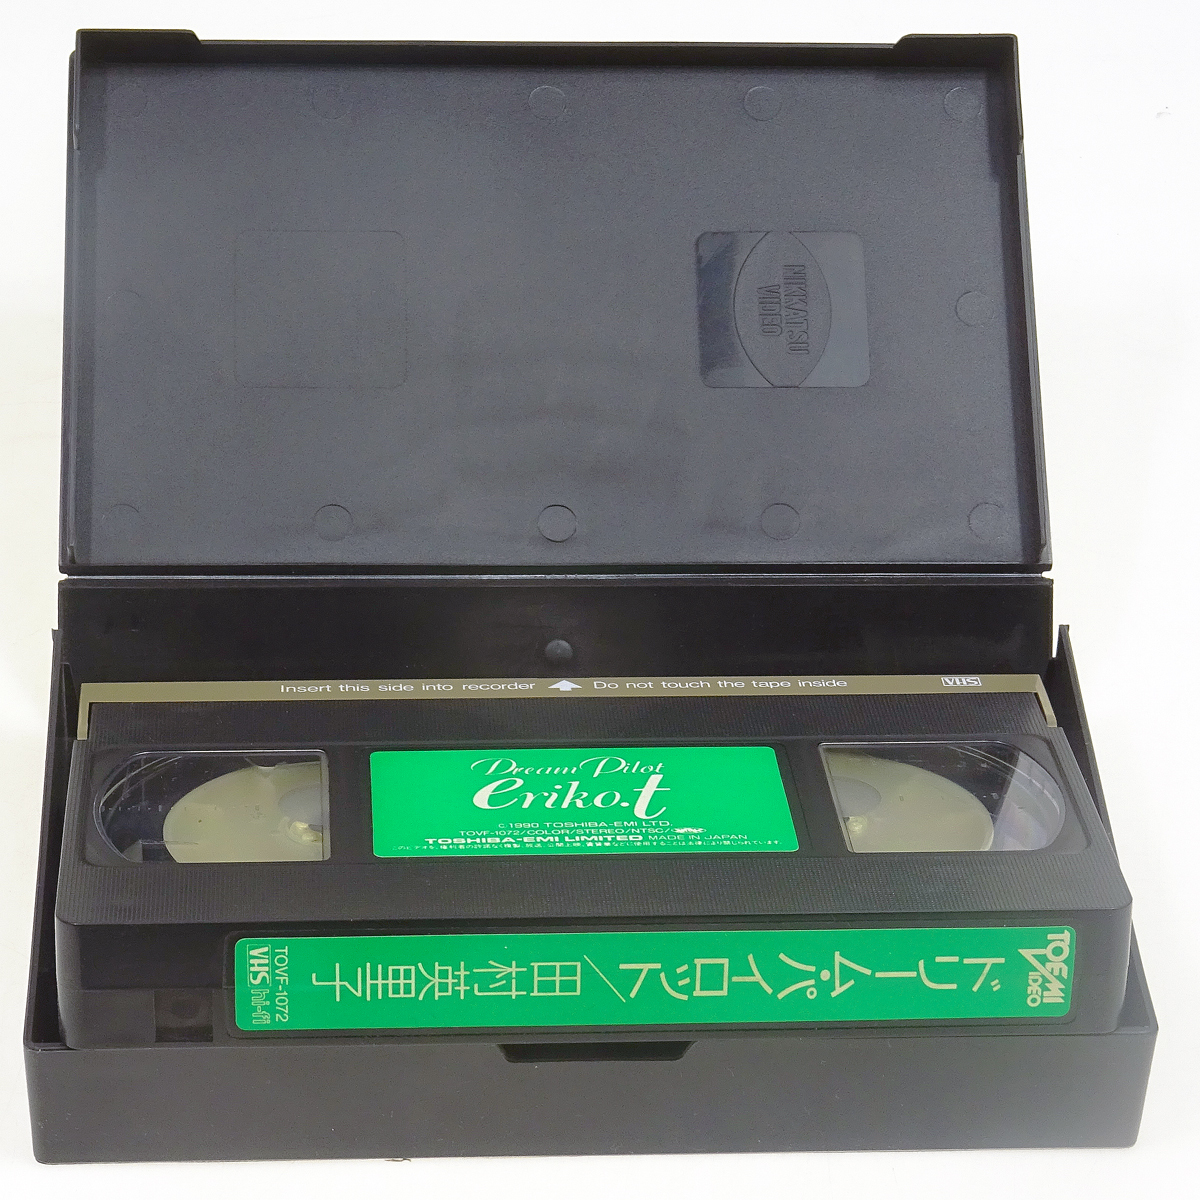 NIKKATSU
VIDEO
Insert this side into recorder Do not touch the tape inside
VHS
Dream Pilot
eriko.t
© 1990 TOSHIBA-EMI LTD.
TOVF-1072/COLOR/STEREO/NTSC/
TOSHIBA-EMI LIMITED MADE IN JAPAN
TOEMI
VIDEO
ドリーム・パイロット/田村英里子
TOVF-1072
VHS hi-fi